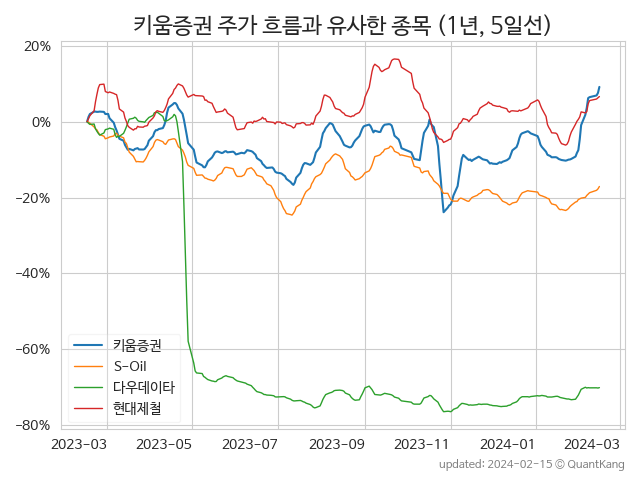 키움증권 주가 흐름과 유사한 종목 (1년, 5일선)
20%
0%
−20%
−40%
−60%
−80%
키움증권
S-Oil
다우데이타
현대제철
2023-03 2023-05 2023-07 2023-09 2023-11 2024-01 2024-03
updated: 2024-02-15 © QuantKang